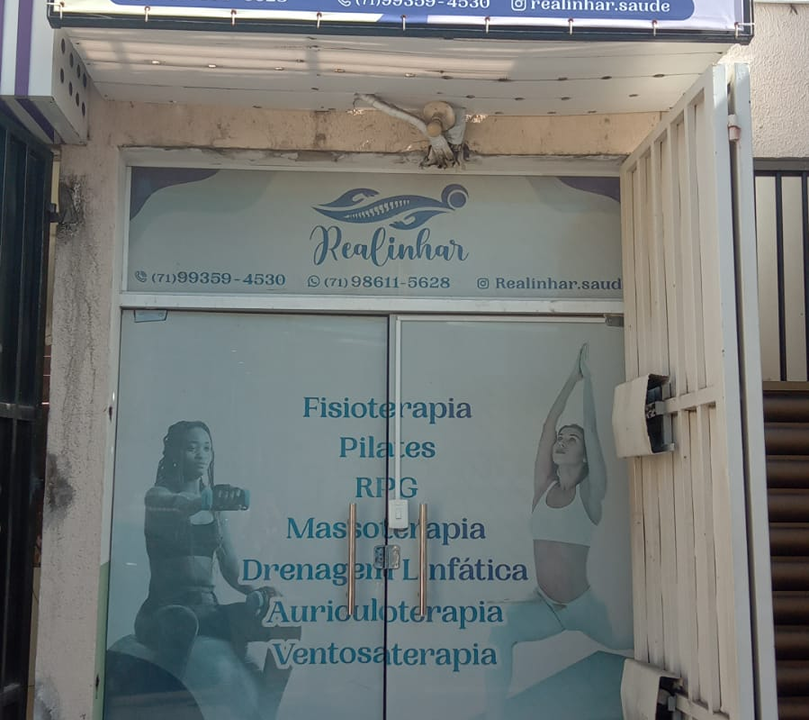 (71)99359-4530 realinhar.saude
Realinhar
(71)99359-4530 (71)98611-5628 Realinhar.saud
Fisioterapia
Pilates
RPG
Massoterapia
Drenagem Linfática
Auriculoterapia
Ventosaterapia